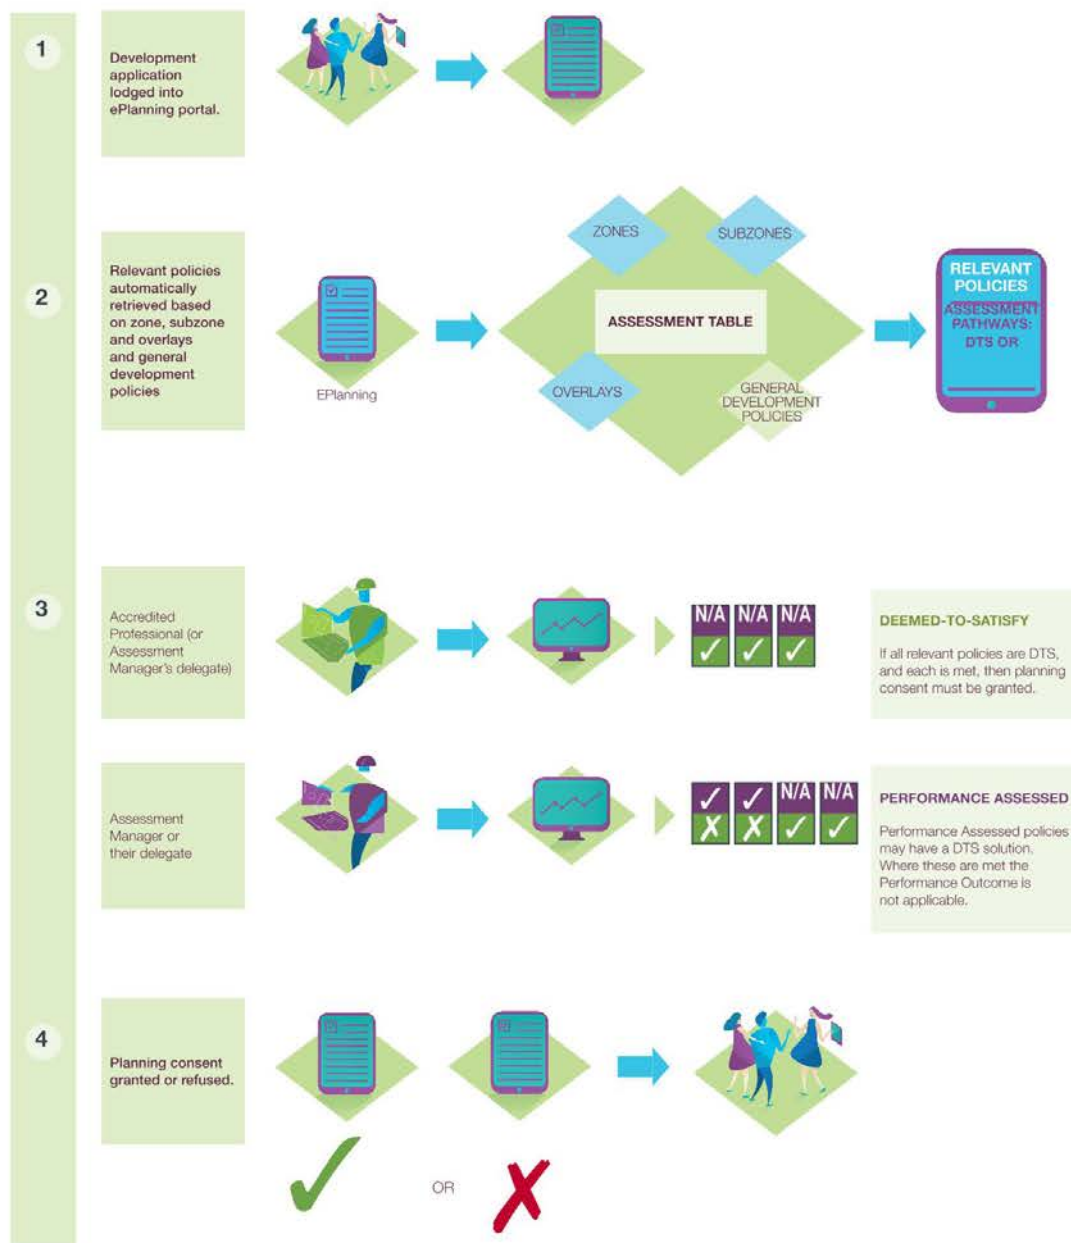 1
Development
application
lodged into
ePlanning portal.
2
Relevant policies
automatically
retrieved based
on zone, subzone
and overlays
and general
development
policies
EPlanning
ZONES
SUBZONES
ASSESSMENT TABLE
OVERLAYS
GENERAL
DEVELOPMENT
POLICIES
RELEVANT
POLICIES
ASSESSMENT
PATHWAYS:
DTS OR
3
Accredited
Professional (or
Assessment
Manager's delegate)
N/A N/A N/A
DEEMED-TO-SATISFY
If all relevant policies are DTS,
and each is met, then planning
consent must be granted.
Assessment
Manager or
their delegate
N/A N/A
PERFORMANCE ASSESSED
Performance Assessed policies
may have a DTS solution.
Where these are met the
Performance Outcome is
not applicable.
4
Planning consent
granted or refused.
OR